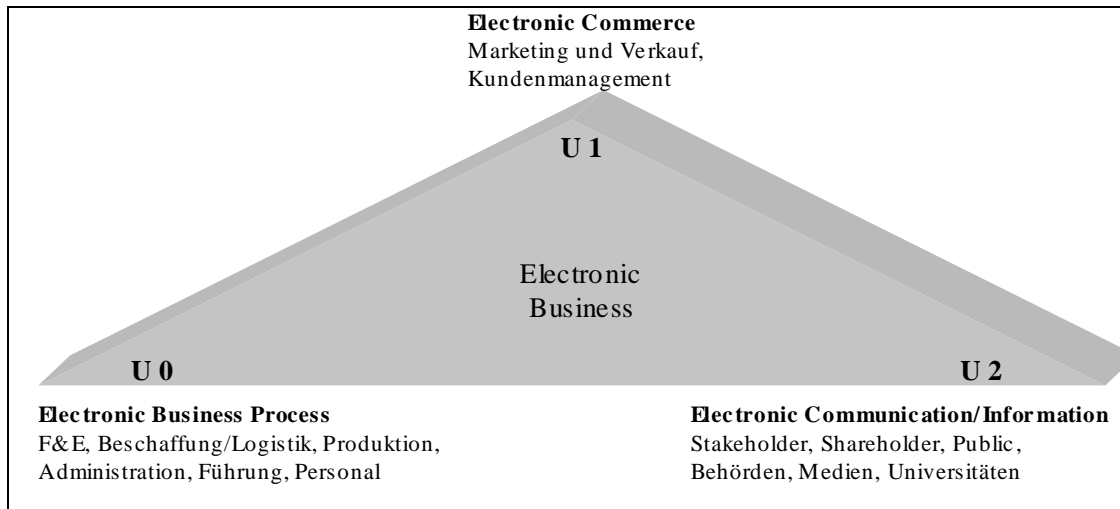 Electronic Commerce
Marketing und Verkauf,
Kundenmanagement
U 1
Electronic
Business
U 0
U 2
Electronic Business Process
F&E, Beschaffung/Logistik, Produktion,
Administration, Führung, Personal
Electronic Communication/Information
Stakeholder, Shareholder, Public,
Behörden, Medien, Universitäten